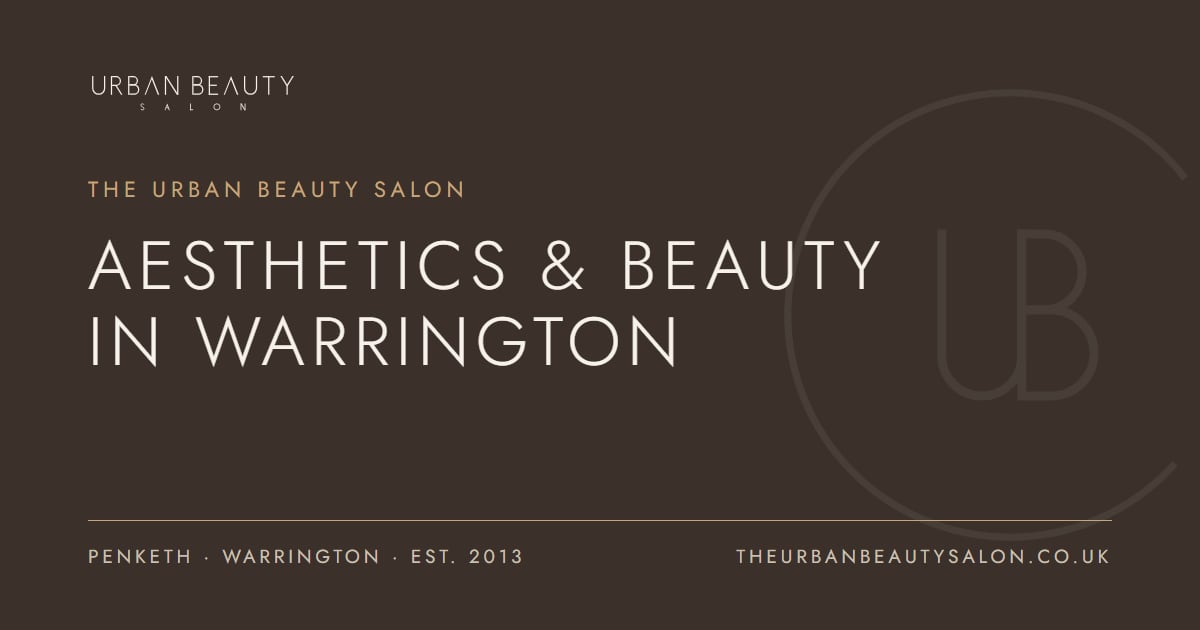 URBAN BEAUTY
SALON
THE URBAN BEAUTY SALON
AESTHETICS & BEAUTY
IN WARRINGTON
UB
PENKETH · WARRINGTON · EST. 2013
THEURBANBEAUTYSALON.CO.UK